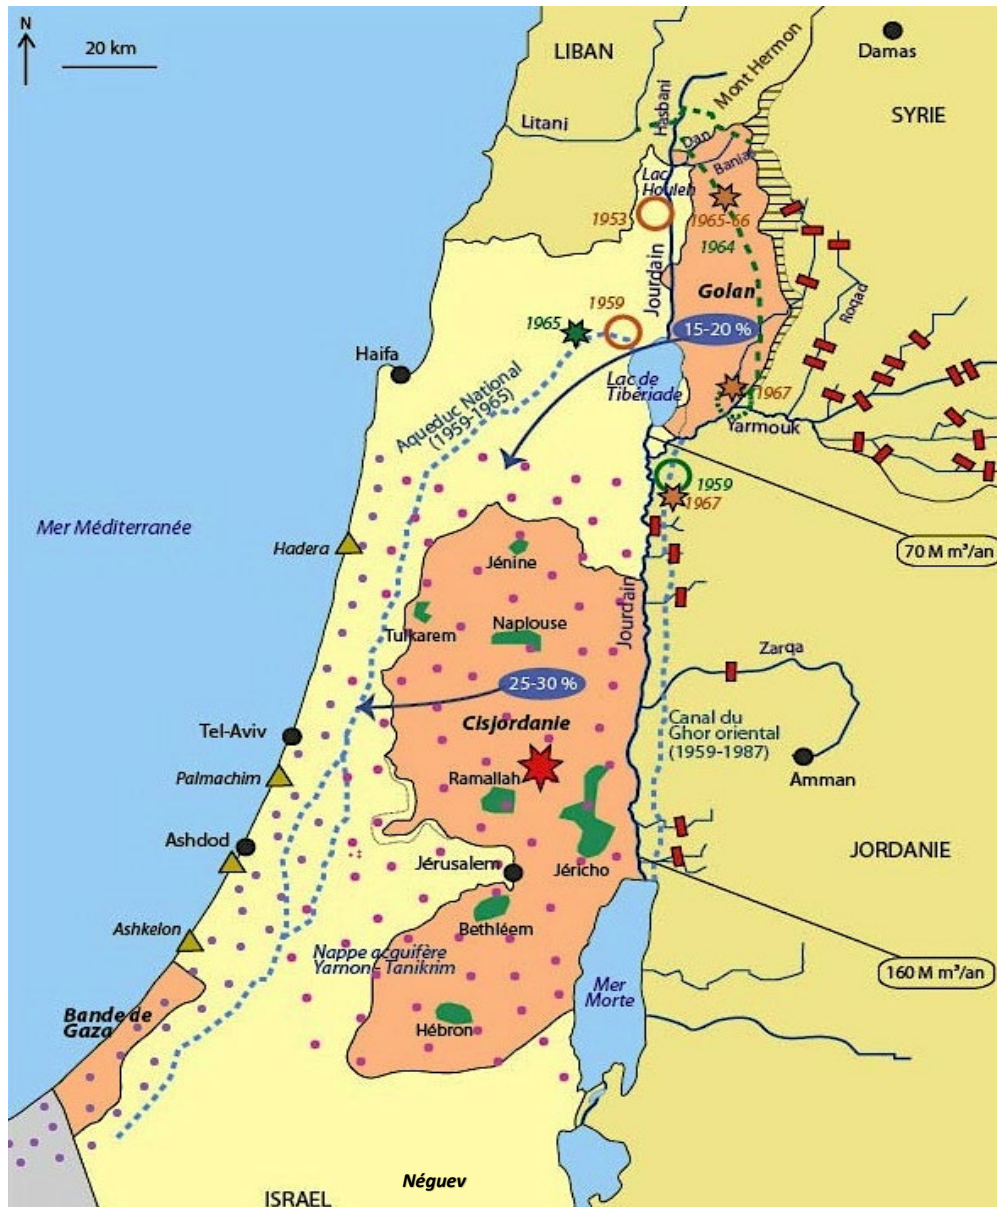 N
20 km
LIBAN
Damas
Mont Hermon
Hasbani
SYRIE
Litani
Dan
Banias
Lac
Houleh
1953
1965-66
1964
Jourdain
Golan
Roqad
1959
1965
15-20 %
Haifa
Lac de
Tibériade
1967
Aqueduc National
(1959-1965)
Yarmouk
1959
1967
Mer Méditerranée
Hadera
70 M m³/an
Jénine
Jourdain
Tulkarem
Naplouse
Zarqa
25-30 %
Cisjordanie
Canal du
Ghor oriental
(1959-1987)
Tel-Aviv
Amman
Palmachim
Ramallah
Ashdod
Jérusalem
Jéricho
JORDANIE
Ashkelon
Bethléem
Nappe acquifère
Yarnon-Tanikrim
160 M m³/an
Mer
Morte
Bande de
Gaza
Hébron
Néguev
ISRAEL